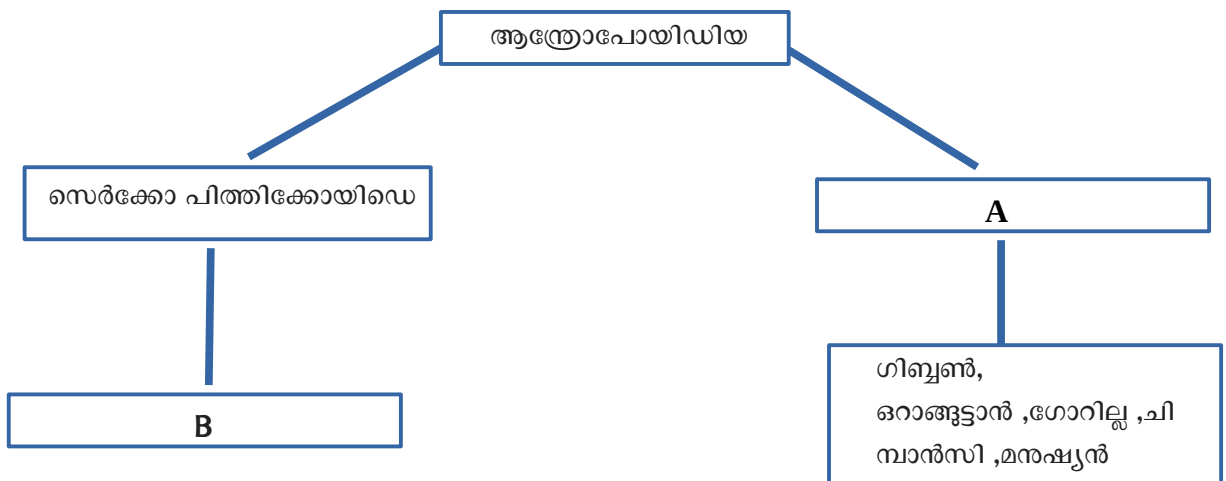 ആന്ത്രോപോയിഡിയ
സെർക്കോ പിത്തിക്കോയിഡെ
A
B
ഗിബ്ബൺ,
ഒറാങ്ങുട്ടാൻ ,ഗോറില്ല ,ചി
മ്പാൻസി ,മനുഷ്യൻ